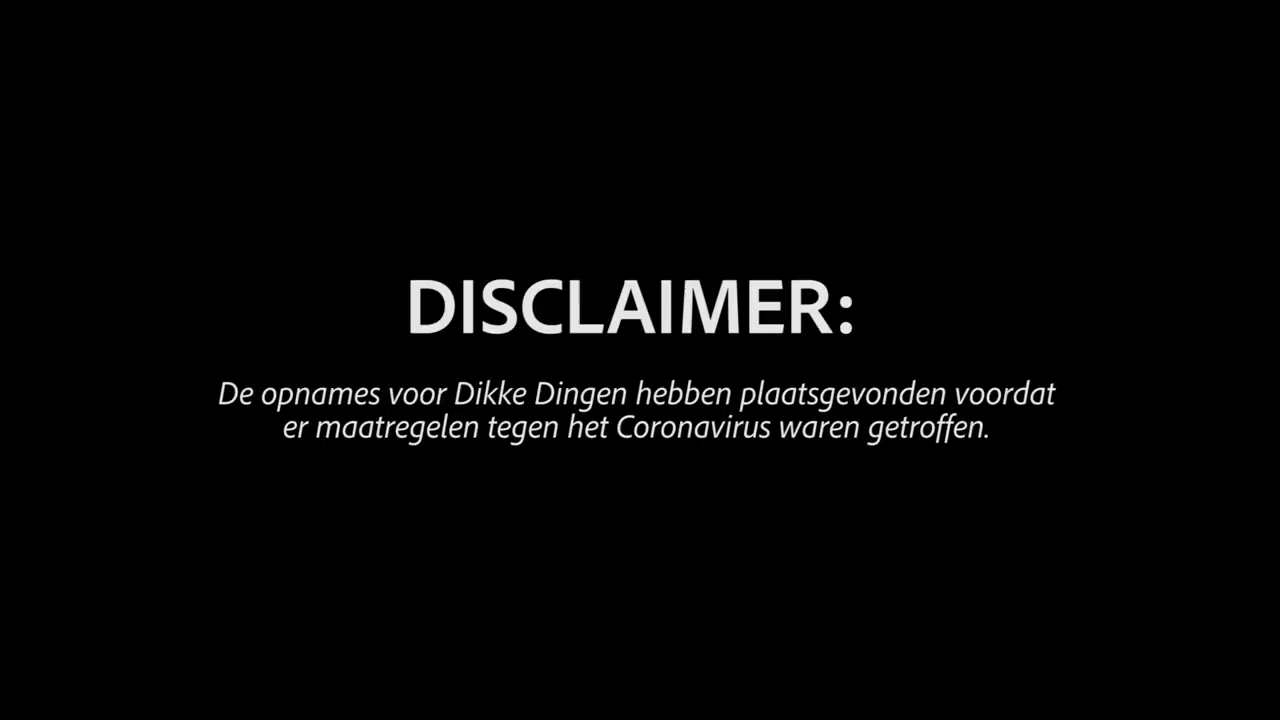 DISCLAIMER:
De opnames voor Dikke Dingen hebben plaatsgevonden voordat
er maatregelen tegen het Coronavirus waren getroffen.